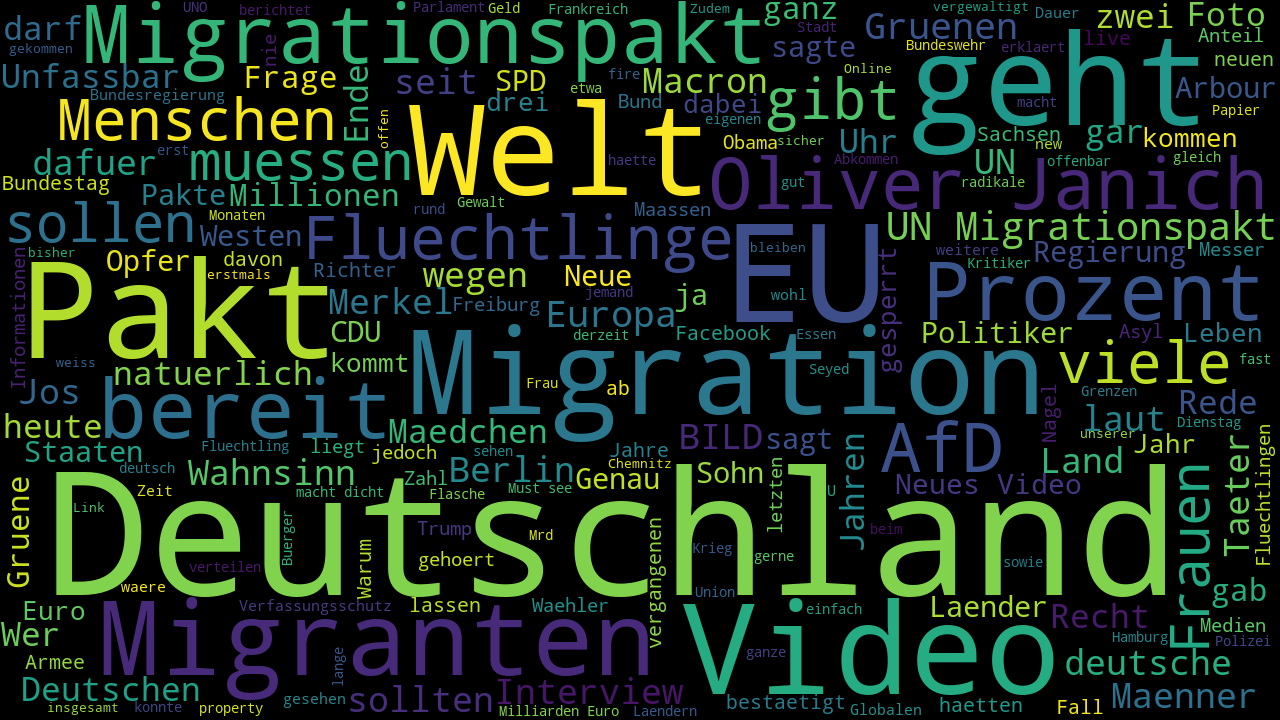 UNO
berichtet
Parlament
Geld
Frankreich
Zudem
ganz
vergewaltigt
Dauer
zwei
Foto
darf
nie
Migrationspakt
Stadt
Gruenen
Anteil
gekommen
sagte
Bundeswehr
erklaert
live
neuen
geht
Unfassbar
Frage
Ende
seit
SPD
fire
Macron
Online
gibt
Arbour
Bundesregierung
etwa
drei
Bund
dabei
macht
Papier
Menschen
offen
Welt
eigenen
Uhr
Sachsen
new
gar
kommen
Obama
sicher
dafuer
erst
muessen
haette
Abkommen
UN
offenbar
gleich
Bundestag
Pakte
Millionen
gut
radikale
Oliver Janich
Monaten
rund
Gewalt
Maassen
sollen
Westen
Fluechtlinge
UN Migrationspakt
bisher
Opfer
davon
EU
bleiben
weitere
Regierung
Messer
Informationen
Pakt
erstmals
Richter
wegen
Neue
gesperrt
Kritiker
Merkel
Freiburg
jemand
ja
wohl
Prozent
Europa
CDU
derzeit
Facebook
Essen
Politiker
Asyl
Leben
weiss
natuerlich
kommt
Migration
Seyed
viele
fast
Jos
bereit
Frau
ab
Nagel
Grenzen
Rede
heute
Maedchen
BILD
sagt
laut
Dienstag
Staaten
Fluechtling
liegt
jedoch
sehen
Jahre
AfD
unserer
Jahr
deutsch
Wahnsinn
Zahl
Berlin
Chemnitz
Genau
Sohn
letzten
Jahren
Land
Taeter
Fluechtlingen
Gruene
Zeit
macht dicht
Flasche
Must see
U
Neues Video
Frauen
Link
Deutschland
Buerger
Trump
Mrd
Krieg
beim
verteilen
Warum
gehoert
vergangenen
gerne
sowie
waere
Union
gab
Euro
Verfassungsschutz
lassen
Waehler
einfach
Laender
Recht
Medien
Wer
Migranten
Video
Hamburg
Polizei
Armee
lange
ganze
deutsche
Deutschen
gesehen
sollten
Interview
bestaetigt
Maenner
insgesamt
konnte
property
Milliarden Euro
Laendern
Globalen
haetten
Fall